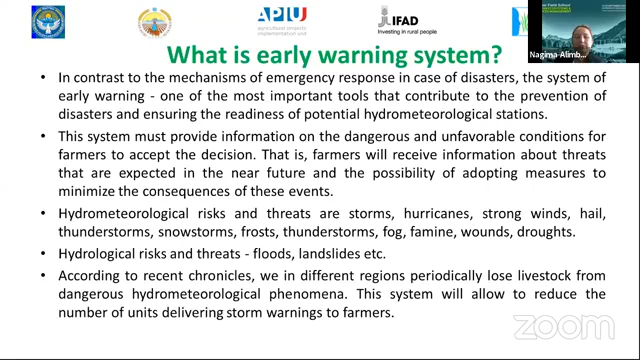 APIU
agricultural projects
implementation unit
IFAD
Investing in rural people
Nagima Alimb...
What is early warning system?
• In contrast to the mechanisms of emergency response in case of disasters, the system of
early warning - one of the most important tools that contribute to the prevention of
disasters and ensuring the readiness of potential hydrometeorological stations.
• This system must provide information on the dangerous and unfavorable conditions for
farmers to accept the decision. That is, farmers will receive information about threats
that are expected in the near future and the possibility of adopting measures to
minimize the consequences of these events.
• Hydrometeorological risks and threats are storms, hurricanes, strong winds, hail,
thunderstorms, snowstorms, frosts, thunderstorms, fog, famine, wounds, droughts.
• Hydrological risks and threats - floods, landslides etc.
• According to recent chronicles, we in different regions periodically lose livestock from
dangerous hydrometeorological phenomena. This system will allow to reduce the
number of units delivering storm warnings to farmers.
zoom